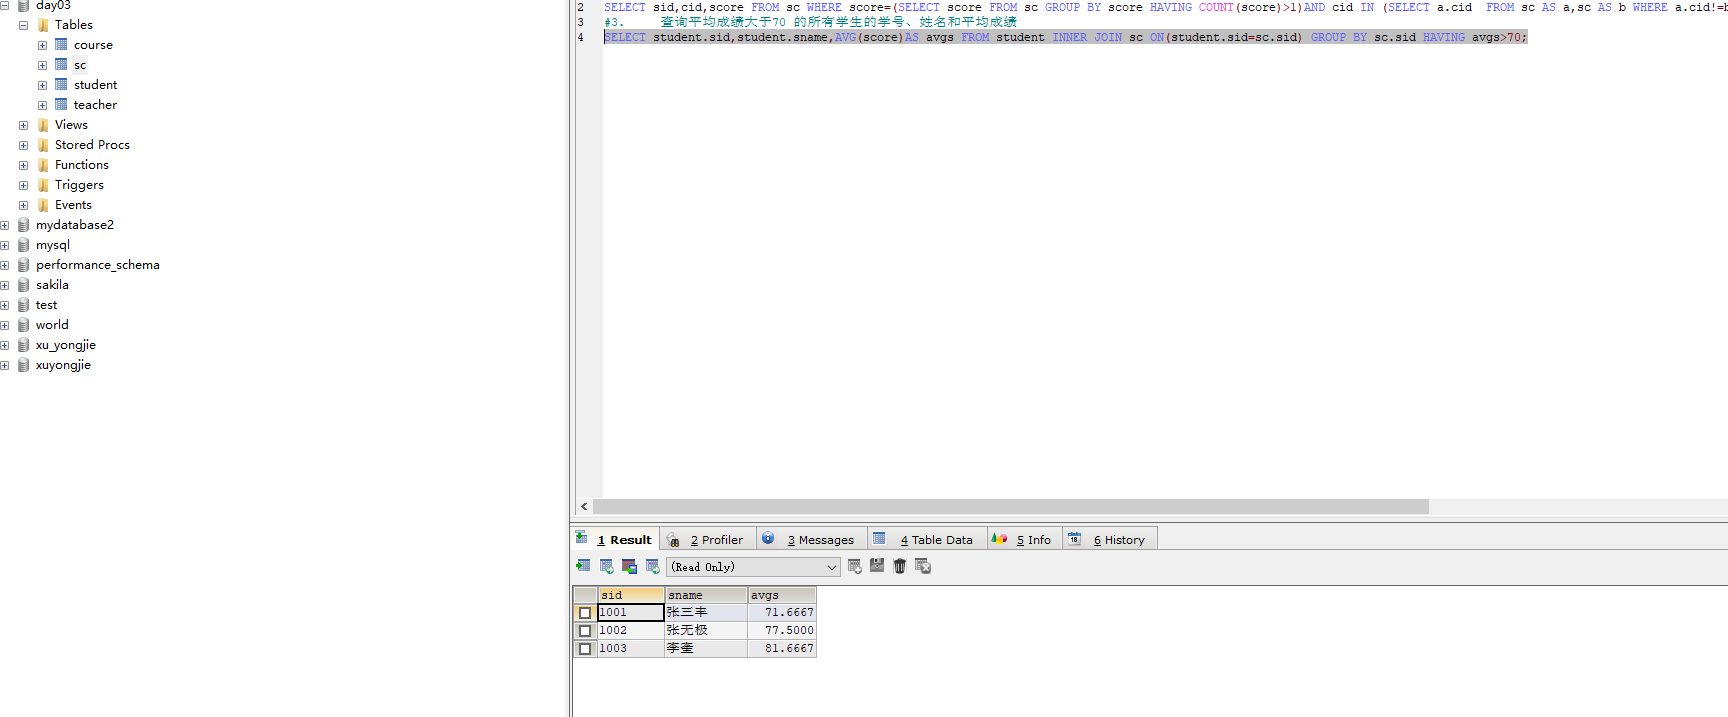 day03
Tables
course
sc
student
teacher
Views
Stored Procs
Functions
Triggers
Events
mydatabase2
mysql
performance_schema
sakila
test
world
xu_yongjie
xuyongjie
2 SELECT sid,cid,score FROM sc WHERE score=(SELECT score FROM sc GROUP BY score HAVING COUNT(score)>1)AND cid IN (SELECT a.cid  FROM sc AS a,sc AS b WHERE a.cid!=b
3 #3.     查询平均成绩大于70 的所有学生的学号、姓名和平均成绩
4 SELECT student.sid,student.sname,AVG(score)AS avgs FROM student INNER JOIN sc ON(student.sid=sc.sid) GROUP BY sc.sid HAVING avgs>70;
1 Result 2 Profiler 3 Messages 4 Table Data 5 Info 18 6 History
(Read Only)
sid sname avgs
1001 张三丰 71.6667
1002 张无极 77.5000
1003 李奎 81.6667